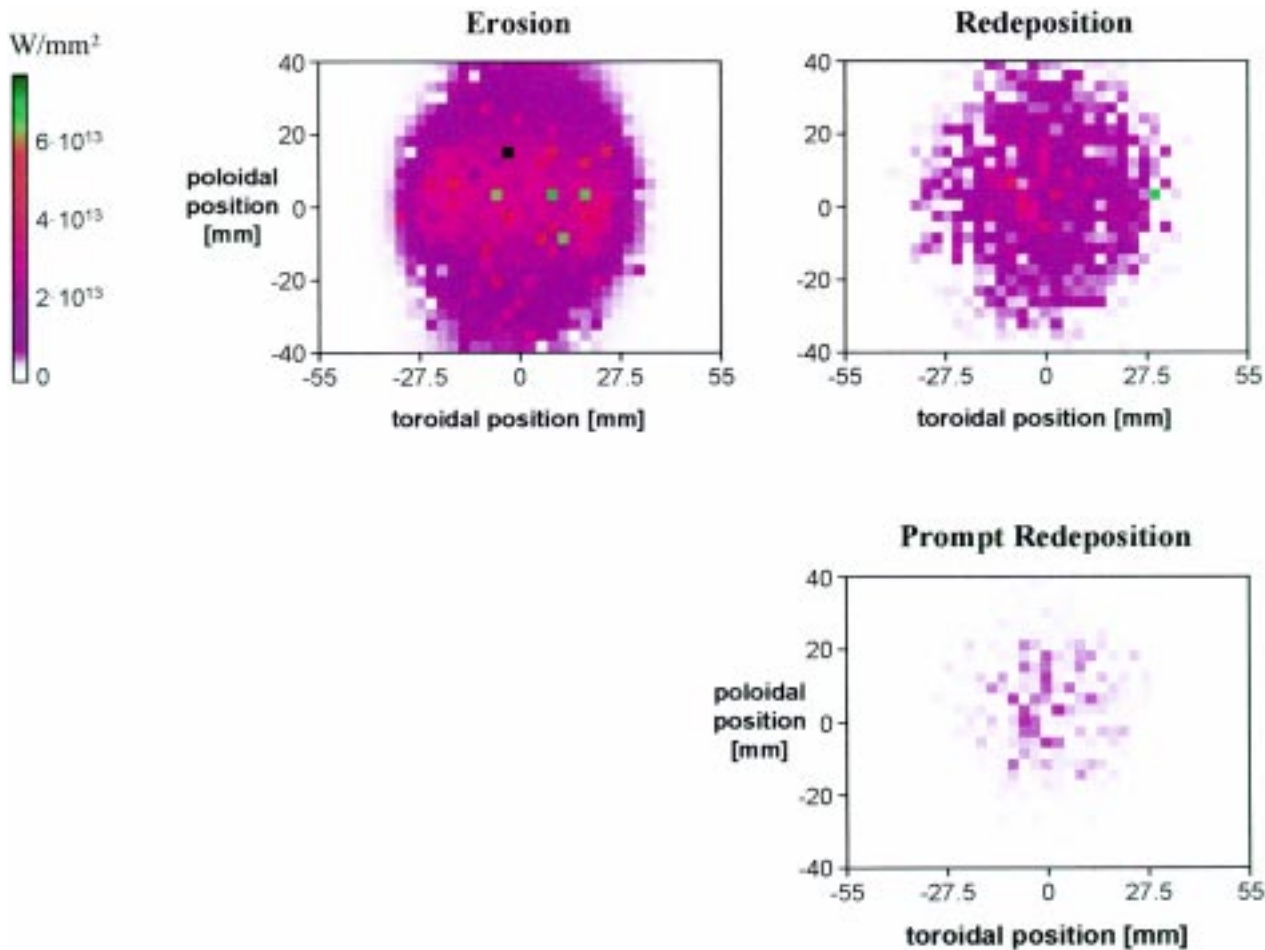 Erosion
Redeposition
W/mm²
6·10¹³
4·10¹³
2·10¹³
0
40
20
0
-20
-40
poloidal
position
[mm]
-55 -27.5 0 27.5 55
toroidal position [mm]
40
20
0
-20
-40
-55 -27.5 0 27.5 55
toroidal position [mm]
Prompt Redeposition
40
20
0
-20
-40
poloidal
position
[mm]
-55 -27.5 0 27.5 55
toroidal position [mm]